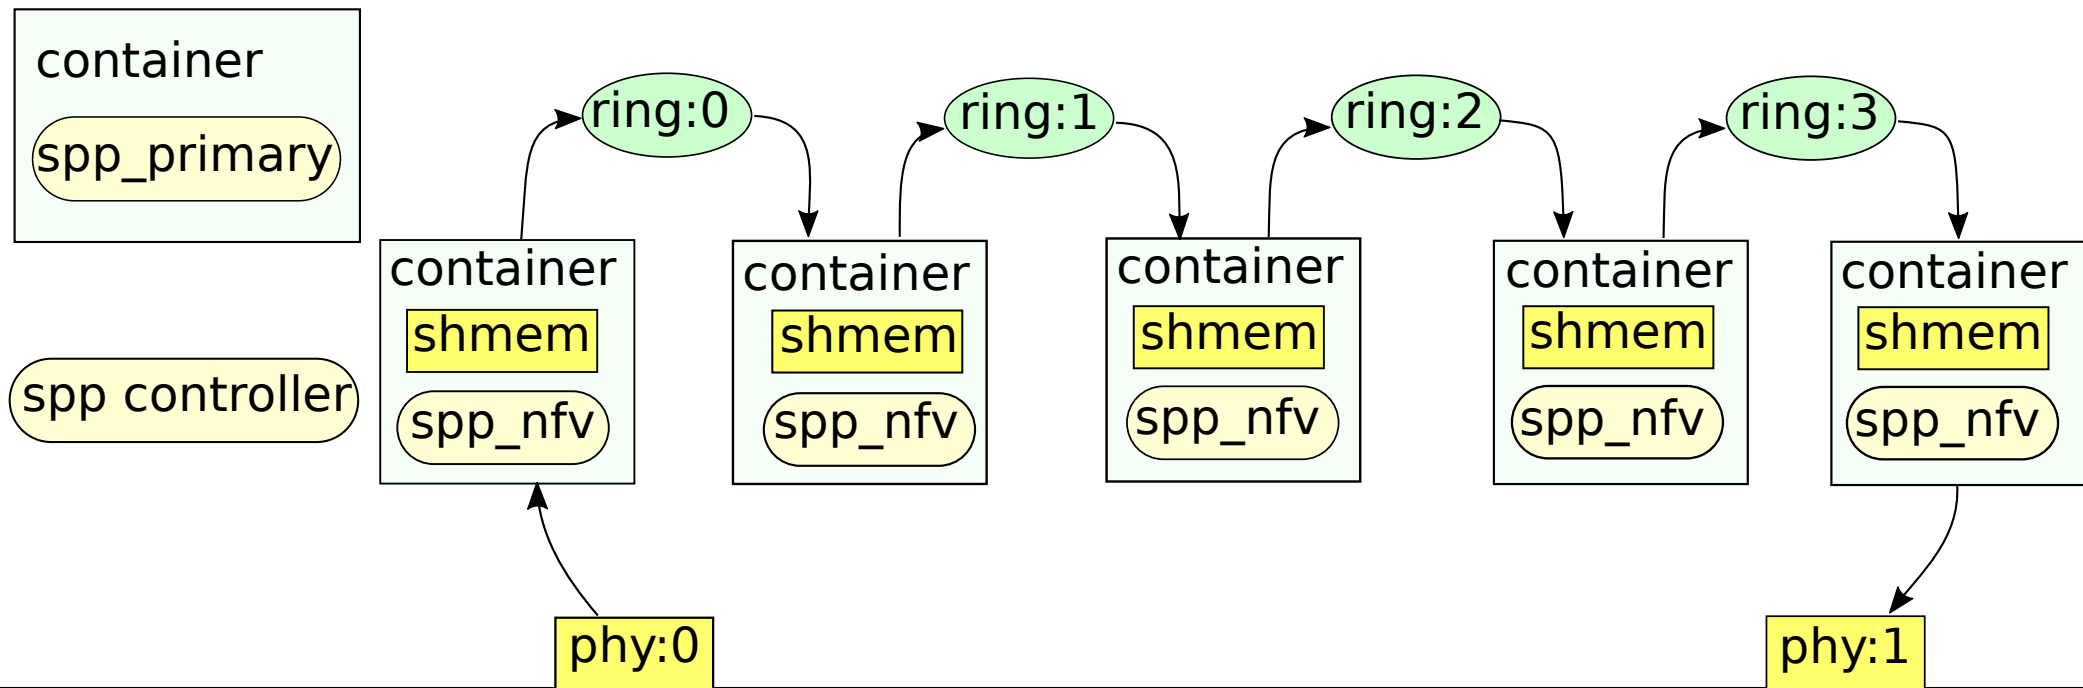 container
spp_primary
spp controller
ring:0
ring:1
ring:2
ring:3
container
shmem
spp_nfv
container
shmem
spp_nfv
container
shmem
spp_nfv
container
shmem
spp_nfv
container
shmem
spp_nfv
phy:0
phy:1